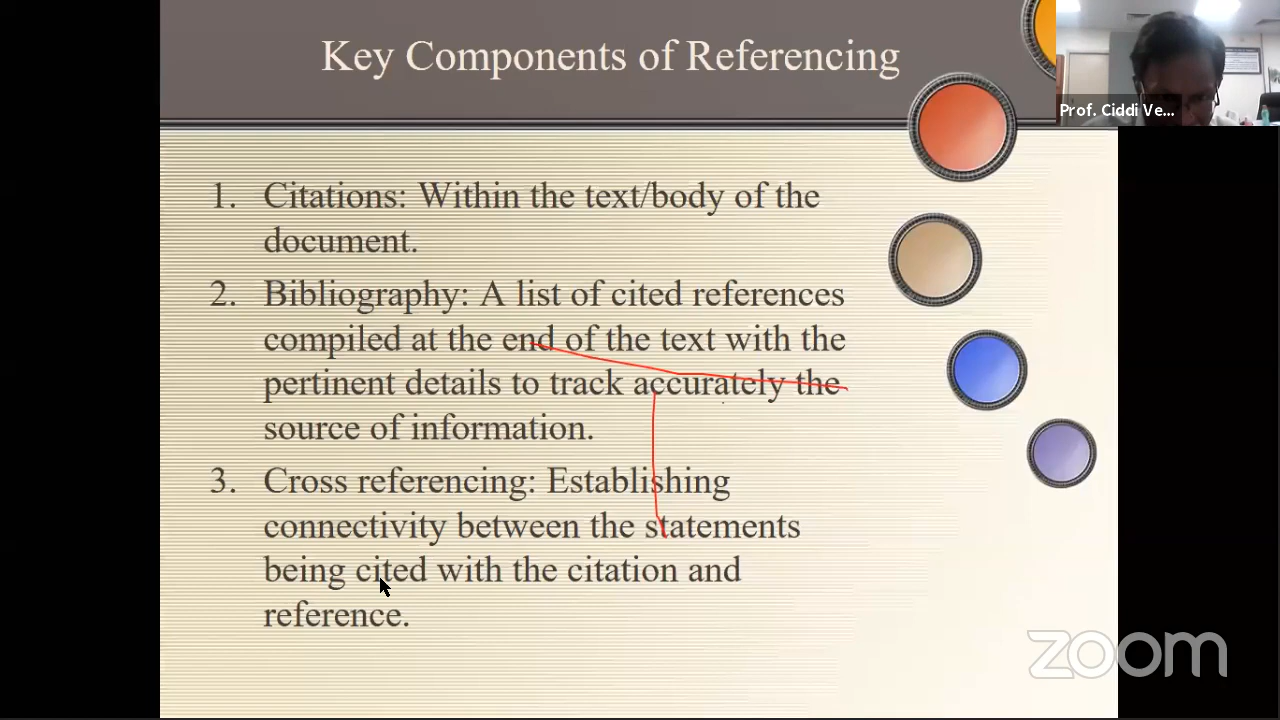 Key Components of Referencing
Prof. Ciddi Ve...
1. Citations: Within the text/body of the
document.
2. Bibliography: A list of cited references
compiled at the end of the text with the
pertinent details to track accurately the
source of information.
3. Cross referencing: Establishing
connectivity between the statements
being cited with the citation and
reference.
zoom